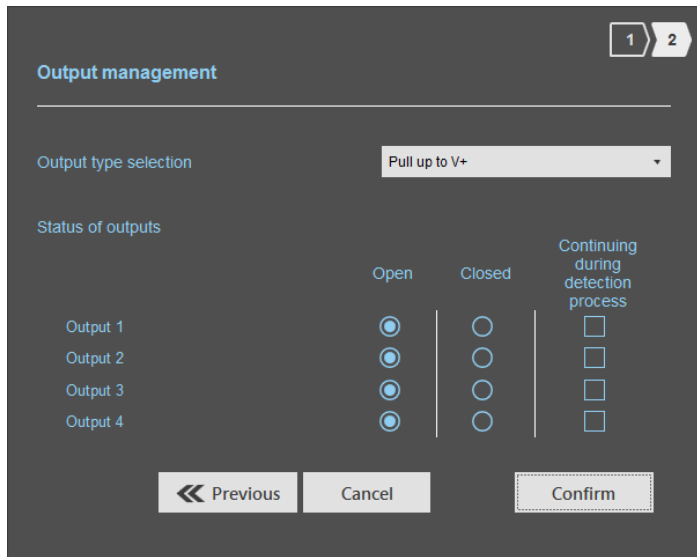 1 2
Output management
Output type selection Pull up to V+
Status of outputs
Open Closed Continuing
during
detection
process
Output 1
Output 2
Output 3
Output 4
Previous Cancel Confirm